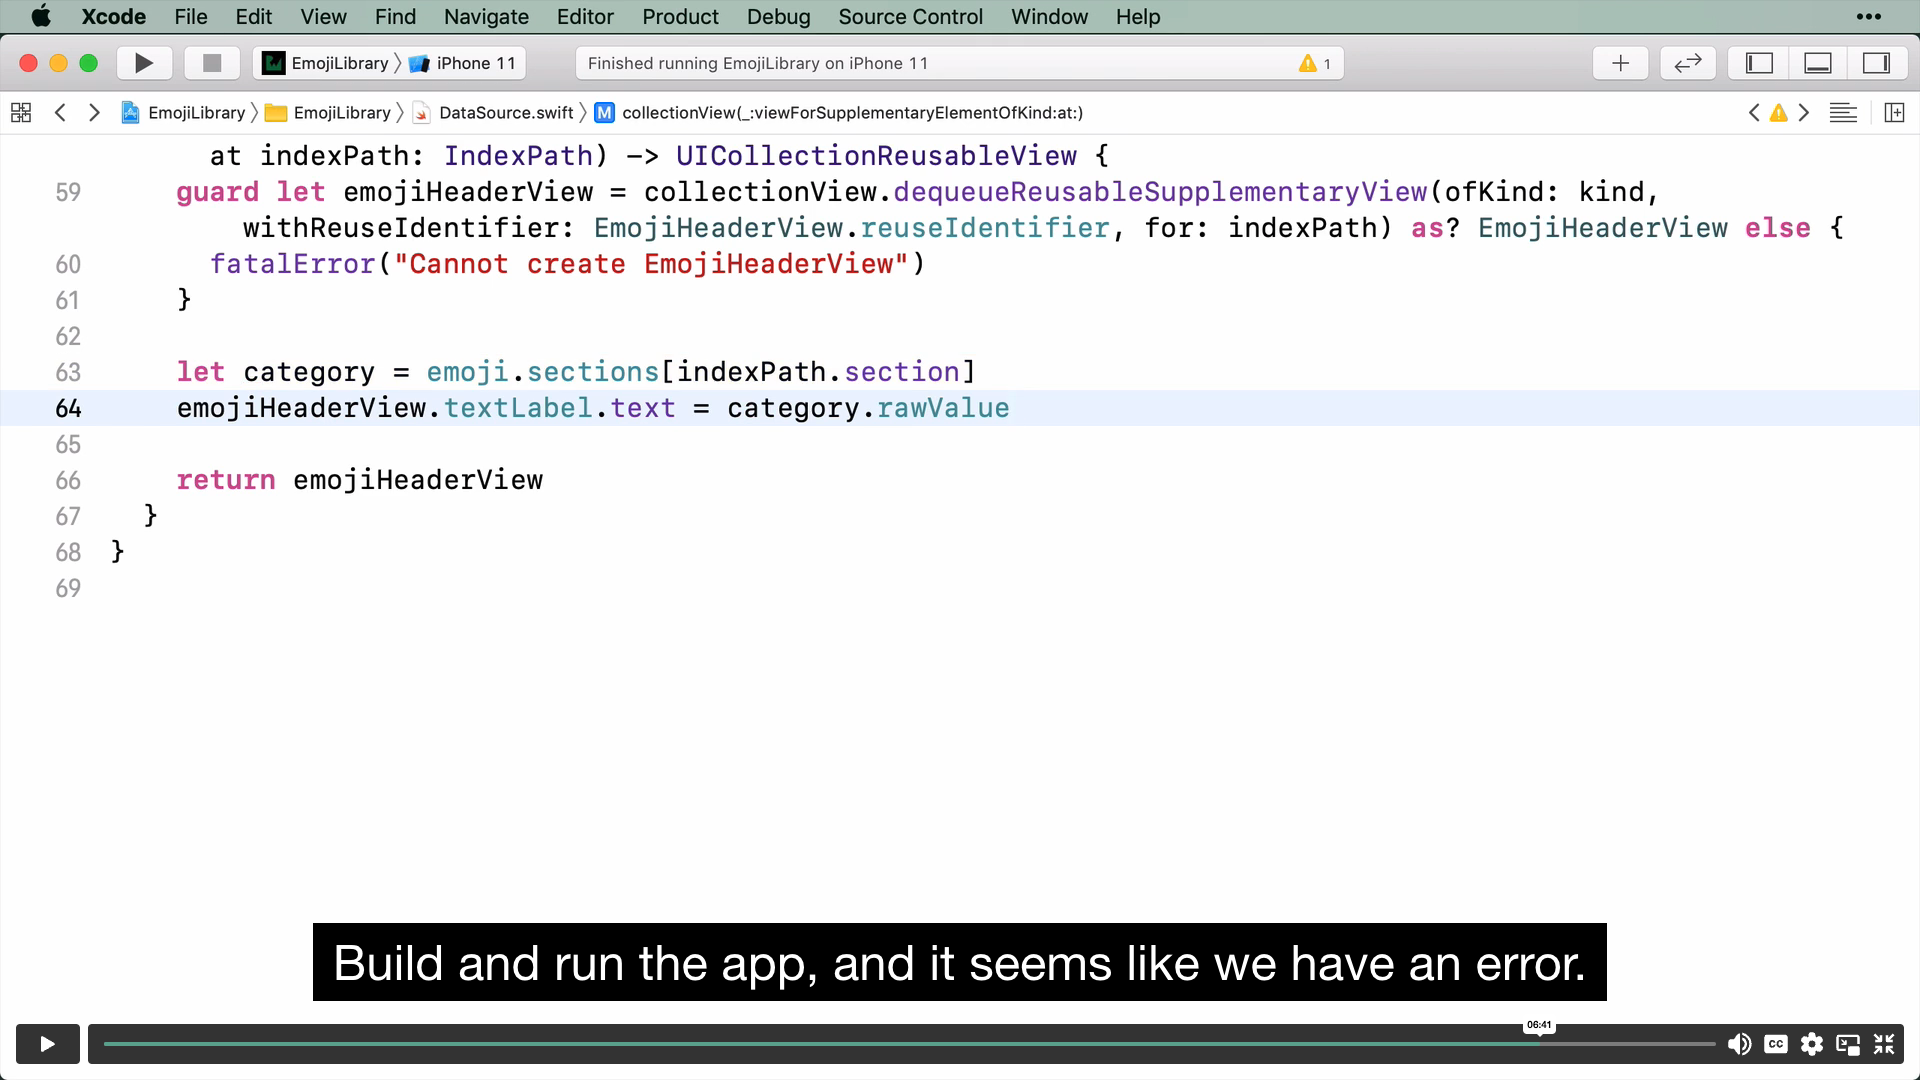 Xcode File Edit View Find Navigate Editor Product Debug Source Control Window Help •••
EmojiLibrary 〉 iPhone 11 Finished running EmojiLibrary on iPhone 11 1
EmojiLibrary 〉 EmojiLibrary 〉 DataSource.swift 〉 M collectionView(_:viewForSupplementaryElementOfKind:at:)
at indexPath: IndexPath) -> UICollectionReusableView {
59 guard let emojiHeaderView = collectionView.dequeueReusableSupplementaryView(ofKind: kind,
withReuseIdentifier: EmojiHeaderView.reuseIdentifier, for: indexPath) as? EmojiHeaderView else {
60 fatalError("Cannot create EmojiHeaderView")
61 }
62
63 let category = emoji.sections[indexPath.section]
64 emojiHeaderView.textLabel.text = category.rawValue
65
66 return emojiHeaderView
67 }
68 }
69
Build and run the app, and it seems like we have an error.
06:41
CC